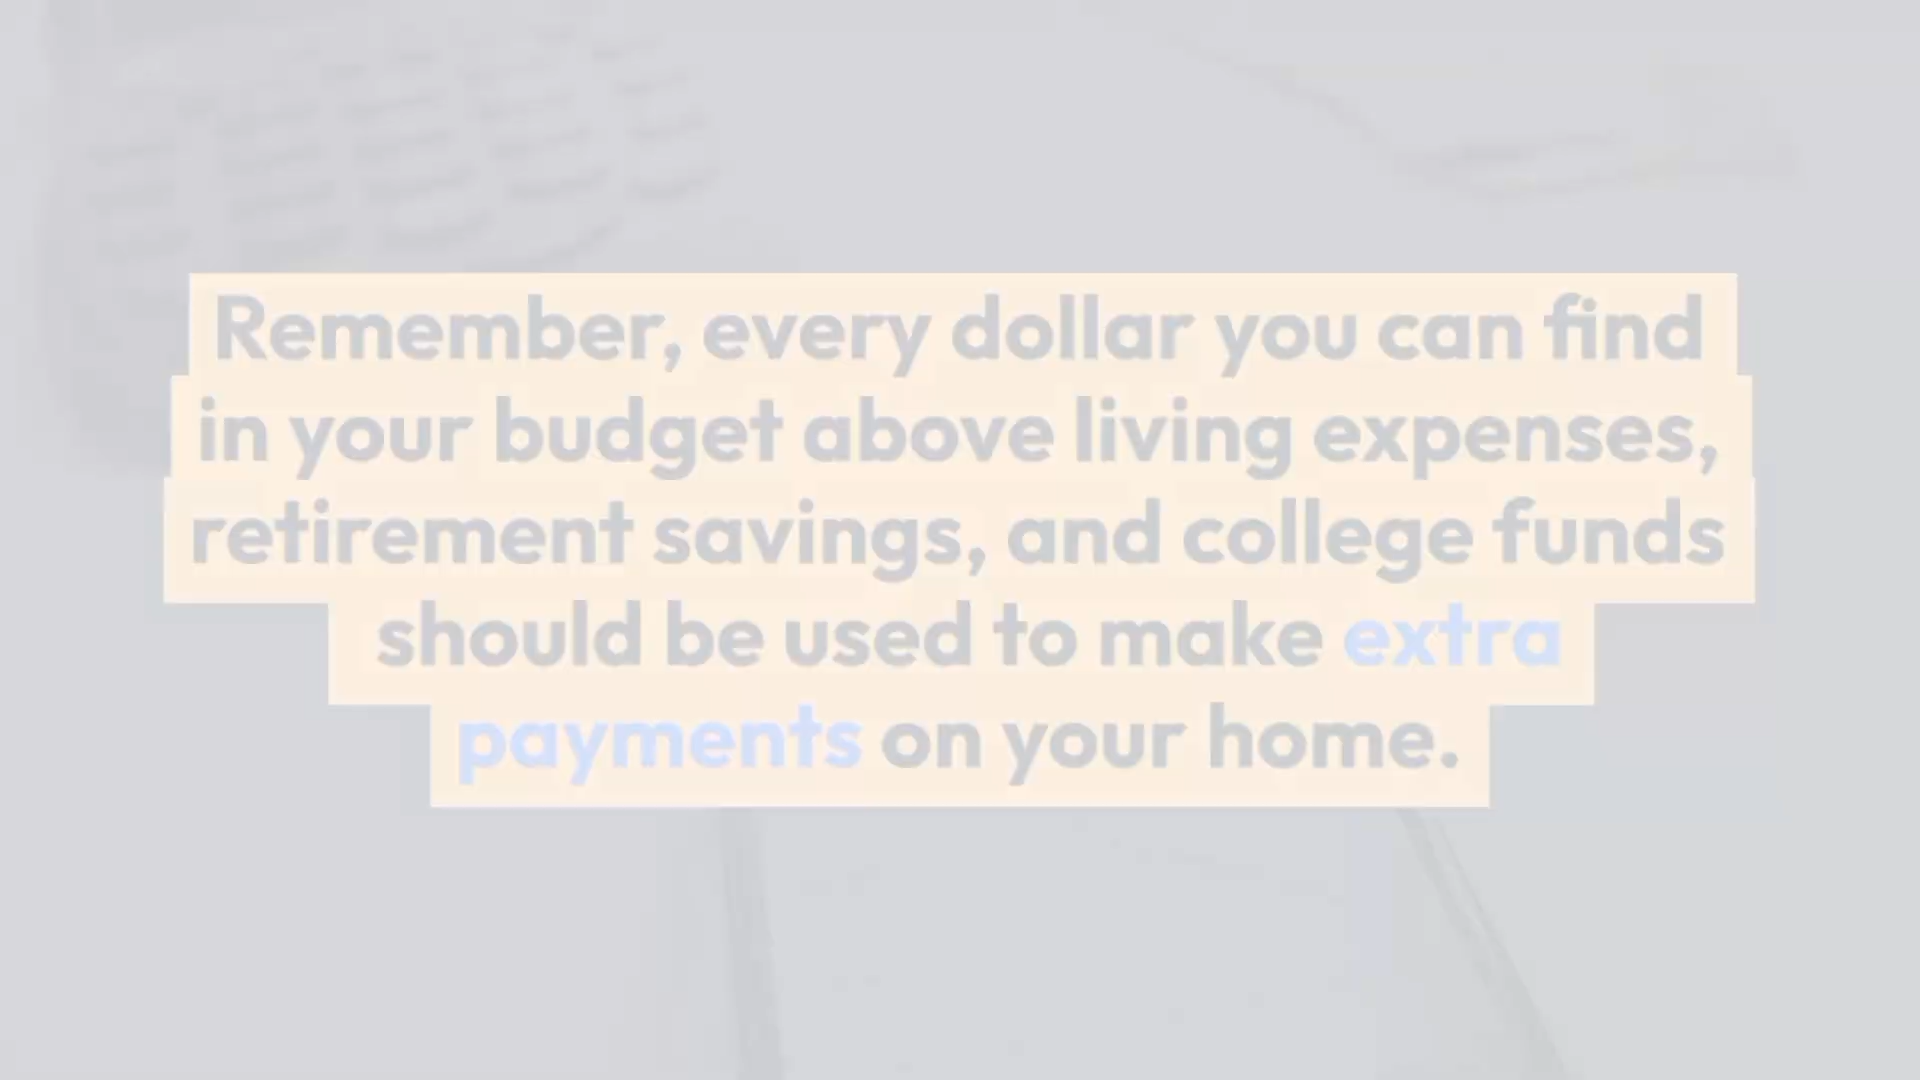 Remember, every dollar you can find
in your budget above living expenses,
retirement savings, and college funds
should be used to make extra
payments on your home.